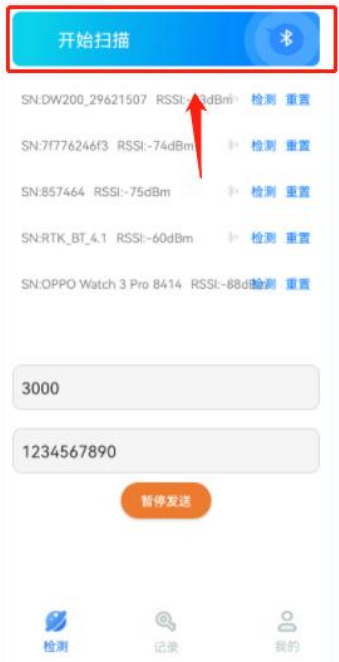 开始扫描
SN:DW200_29621507 RSSI:-3dBm 检测 重置
SN:7f776246f3 RSSI:-74dBm 检测 重置
SN:857464 RSSI:-75dBm 检测 重置
SN:RTK_BT_4.1 RSSI:-60dBm 检测 重置
SN:OPPO Watch 3 Pro 8414 RSSI:-88dBm 检测 重置
3000
1234567890
暂停发送
检测 记录 我的